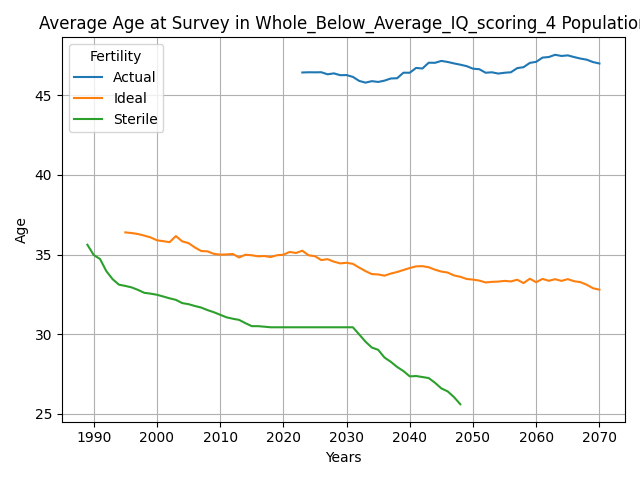 Average Age at Survey in Whole_Below_Average_IQ_scoring_4 Population
Fertility
Actual
Ideal
Sterile
Age
45
40
35
30
25
1990 2000 2010 2020 2030 2040 2050 2060 2070
Years